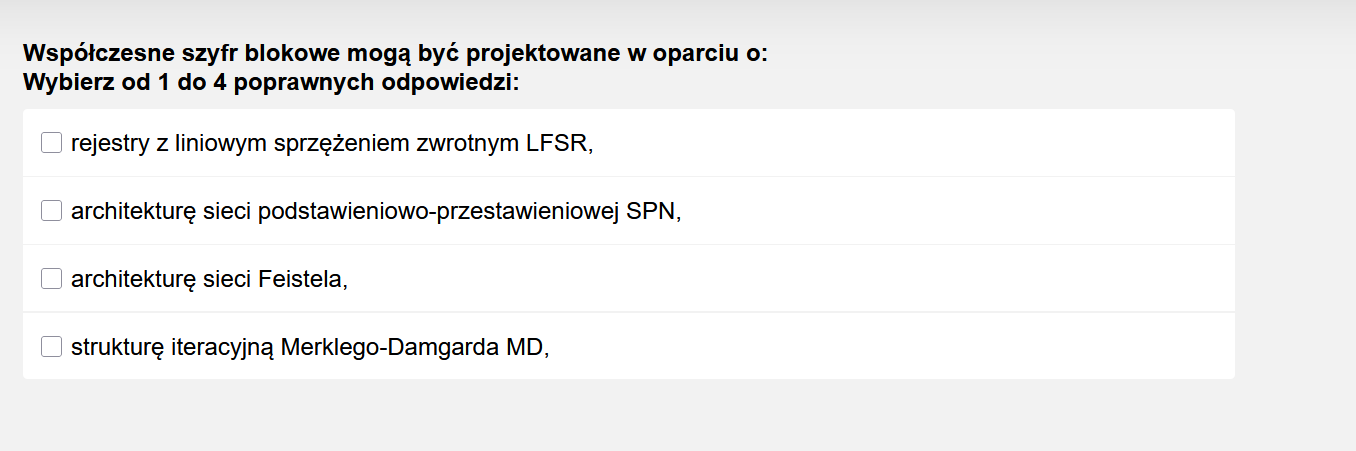 Współczesne szyfr blokowe mogą być projektowane w oparciu o:
Wybierz od 1 do 4 poprawnych odpowiedzi:
rejestry z liniowym sprzężeniem zwrotnym LFSR,
architekturę sieci podstawieniowo-przestawieniowej SPN,
architekturę sieci Feistela,
strukturę iteracyjną Merklego-Damgarda MD,